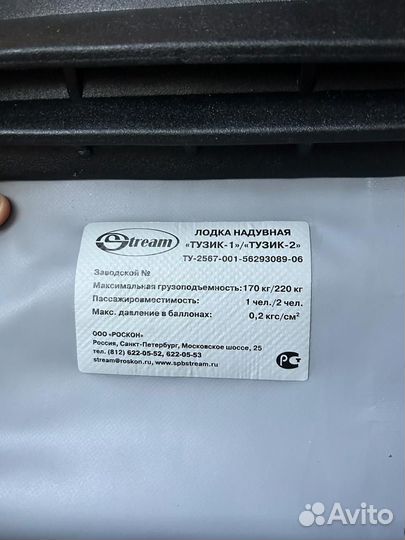 Stream
ЛОДКА НАДУВНАЯ
«ТУЗИК-1»/«ТУЗИК-2»
ТУ-2567-001-56293089-06
Заводской №
Максимальная грузоподъемность: 170 кг/220 кг
Пассажировместимость: 1 чел./2 чел.
Макс. давление в баллонах: 0,2 кгс/см²
ООО «РОСКОН»
Россия, Санкт-Петербург, Московское шоссе, 25
тел. (812) 622-05-52, 622-05-53
stream@roskon.ru, www.spbstream.ru
РСТ
Avito